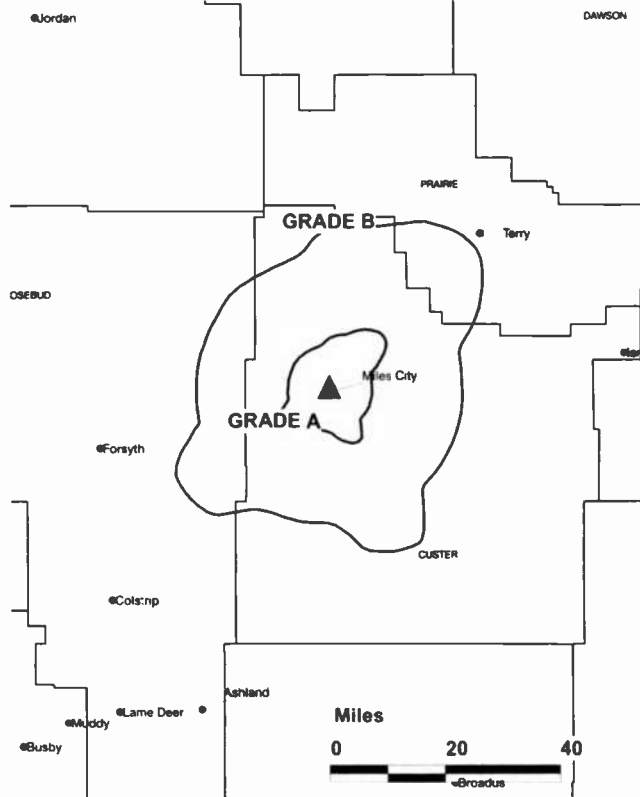 Jordan
DAWSON
PRAIRIE
GRADE B
Terry
OSEBUD
Miles City
GRADE A
Forsyth
CUSTER
Colstrip
Ashland
Lame Deer
Miles
Muddy
Busby
0 20 40
Broadus